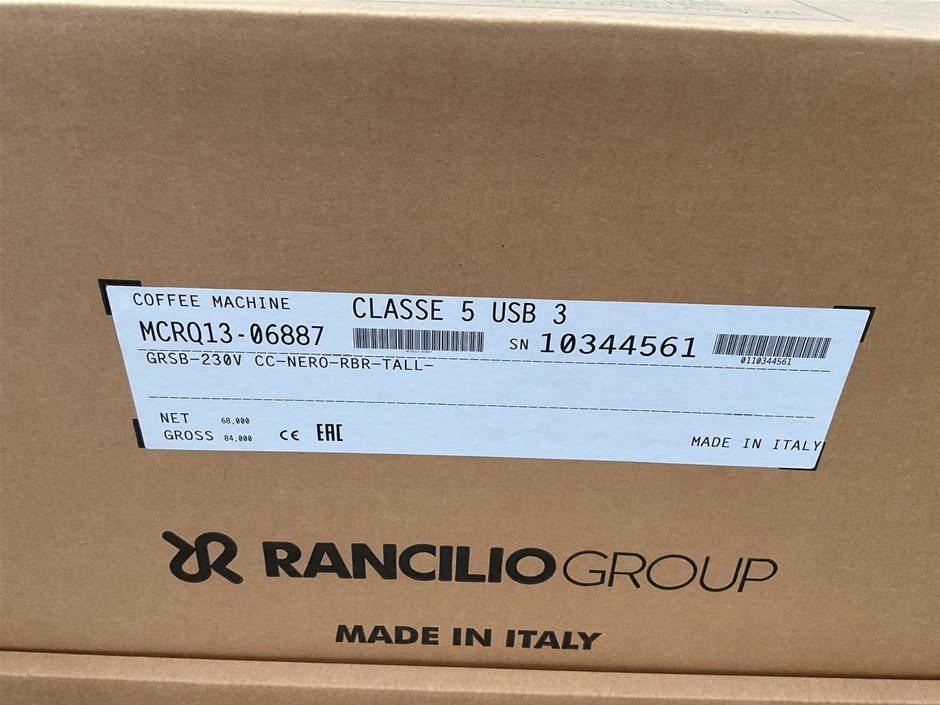 COFFEE MACHINE
CLASSE 5 USB 3
MCRQ13-06887
SN 10344561
0110344561
GRSB-230V CC-NERO-RBR-TALL-
NET 68,000
GROSS 84,000 CE EAC
MADE IN ITALY
RANCILIO GROUP
MADE IN ITALY